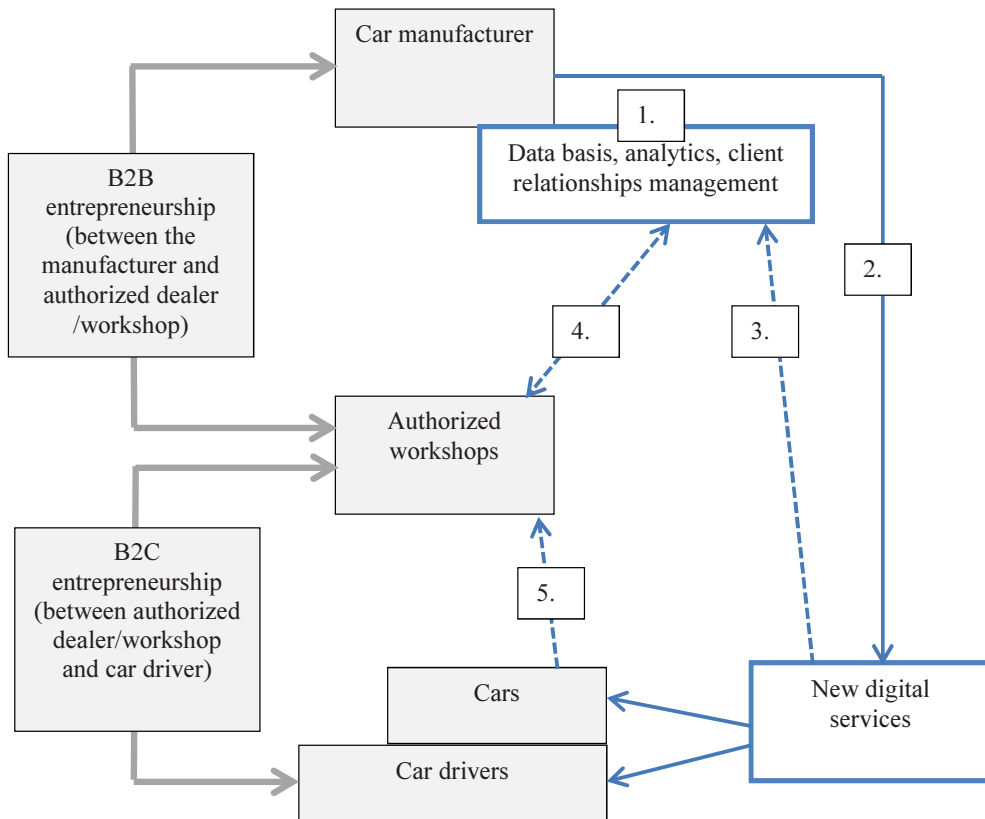 Car manufacturer
1.
Data basis, analytics, client
relationships management
B2B
entrepreneurship
(between the
manufacturer and
authorized dealer
/workshop)
2.
4.
3.
Authorized
workshops
B2C
entrepreneurship
(between authorized
dealer/workshop
and car driver)
5.
Cars
New digital
services
Car drivers